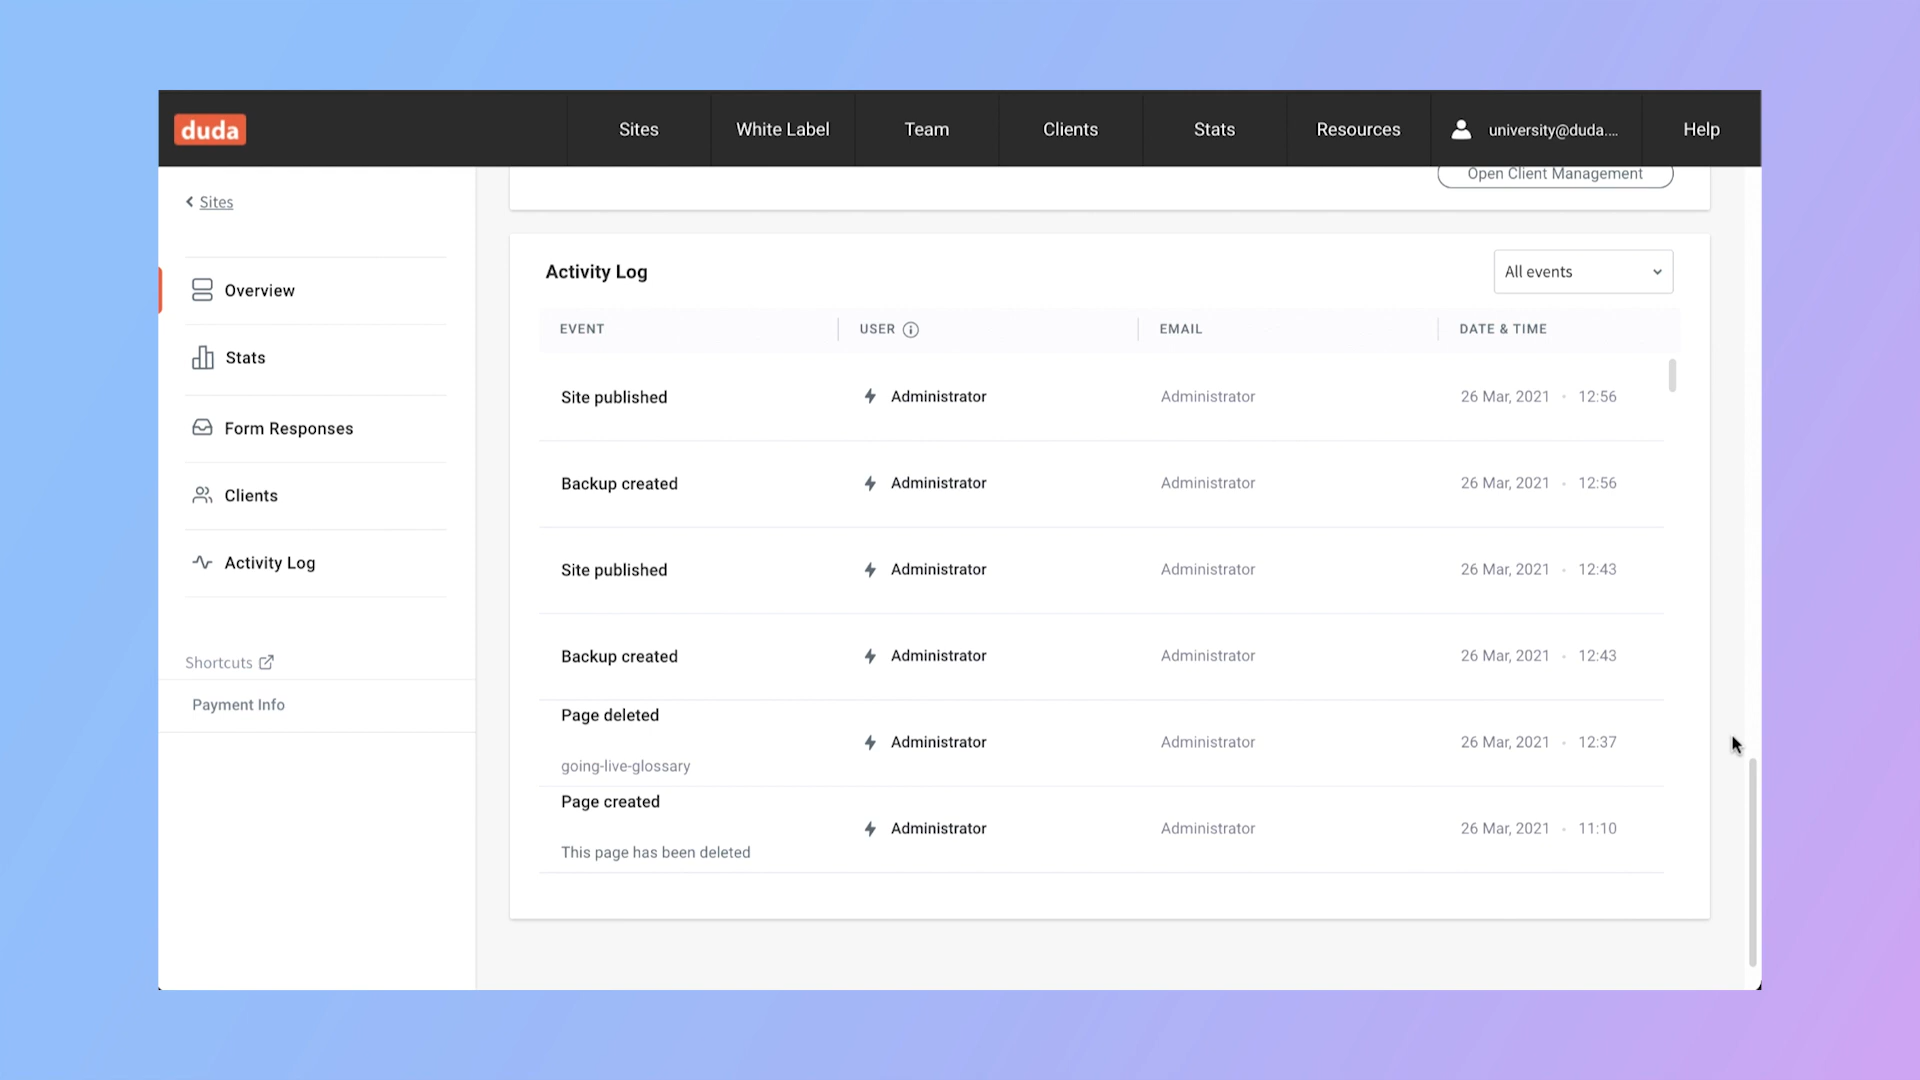 duda
Sites
White Label
Team
Clients
Stats
Resources
university@duda....
Help
Sites
Overview
Stats
Form Responses
Clients
Activity Log
Shortcuts
Payment Info
Open Client Management
Activity Log
All events
EVENT USER EMAIL DATE & TIME
Site published Administrator Administrator 26 Mar, 2021 • 12:56
Backup created Administrator Administrator 26 Mar, 2021 • 12:56
Site published Administrator Administrator 26 Mar, 2021 • 12:43
Backup created Administrator Administrator 26 Mar, 2021 • 12:43
Page deleted
Administrator Administrator 26 Mar, 2021 • 12:37
going-live-glossary
Page created
Administrator Administrator 26 Mar, 2021 • 11:10
This page has been deleted